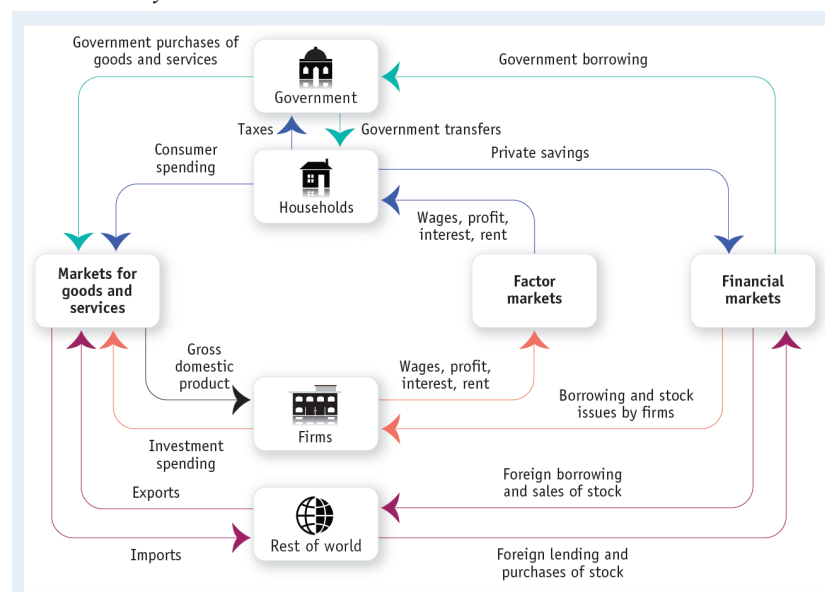 Government purchases of
goods and services
Government
Government borrowing
Taxes
Government transfers
Consumer
spending
Households
Private savings
Wages, profit,
interest, rent
Markets for
goods and
services
Factor
markets
Financial
markets
Gross
domestic
product
Wages, profit,
interest, rent
Borrowing and stock
issues by firms
Firms
Investment
spending
Exports
Foreign borrowing
and sales of stock
Rest of world
Imports
Foreign lending and
purchases of stock